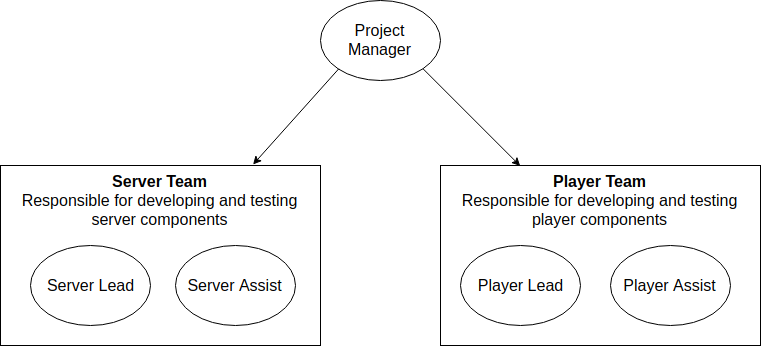 Project
Manager
Server Team
Responsible for developing and testing
server components
Server Lead
Server Assist
Player Team
Responsible for developing and testing
player components
Player Lead
Player Assist